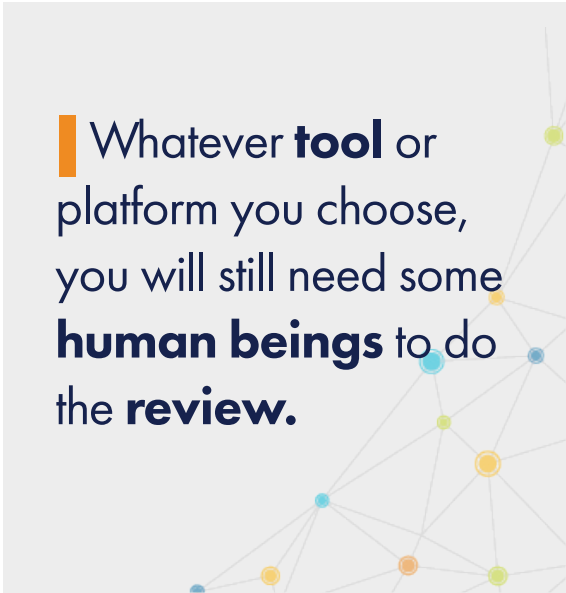 Whatever tool or
platform you choose,
you will still need some
human beings to do
the review.